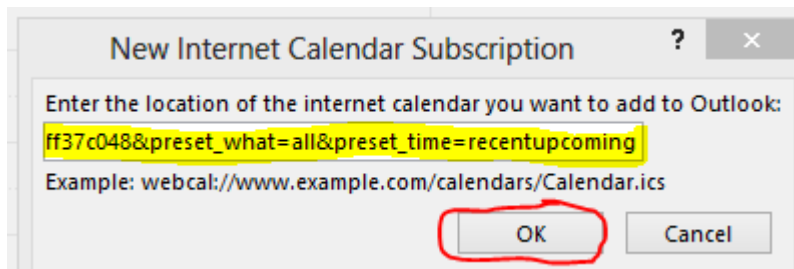 New Internet Calendar Subscription ? ×
Enter the location of the internet calendar you want to add to Outlook:
ff37c048&preset_what=all&preset_time=recentupcoming
Example: webcal://www.example.com/calendars/Calendar.ics
OK Cancel